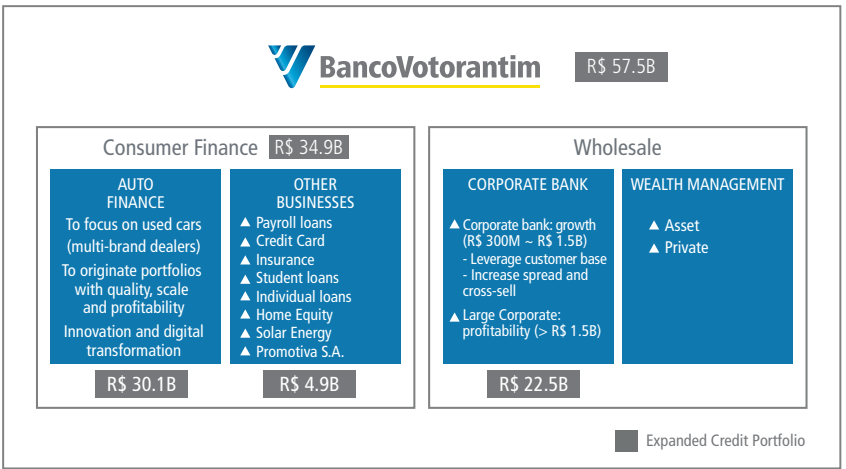 BancoVotorantim
R$ 57.5B
Consumer Finance
R$ 34.9B
AUTO
FINANCE
To focus on used cars
(multi-brand dealers)
To originate portfolios
with quality, scale
and profitability
Innovation and digital
transformation
R$ 30.1B
OTHER
BUSINESSES
▲ Payroll loans
▲ Credit Card
▲ Insurance
▲ Student loans
▲ Individual loans
▲ Home Equity
▲ Solar Energy
▲ Promotiva S.A.
R$ 4.9B
Wholesale
CORPORATE BANK
▲ Corporate bank: growth
(R$ 300M ~ R$ 1.5B)
- Leverage customer base
- Increase spread and
cross-sell
▲ Large Corporate:
profitability (> R$ 1.5B)
R$ 22.5B
WEALTH MANAGEMENT
▲ Asset
▲ Private
Expanded Credit Portfolio